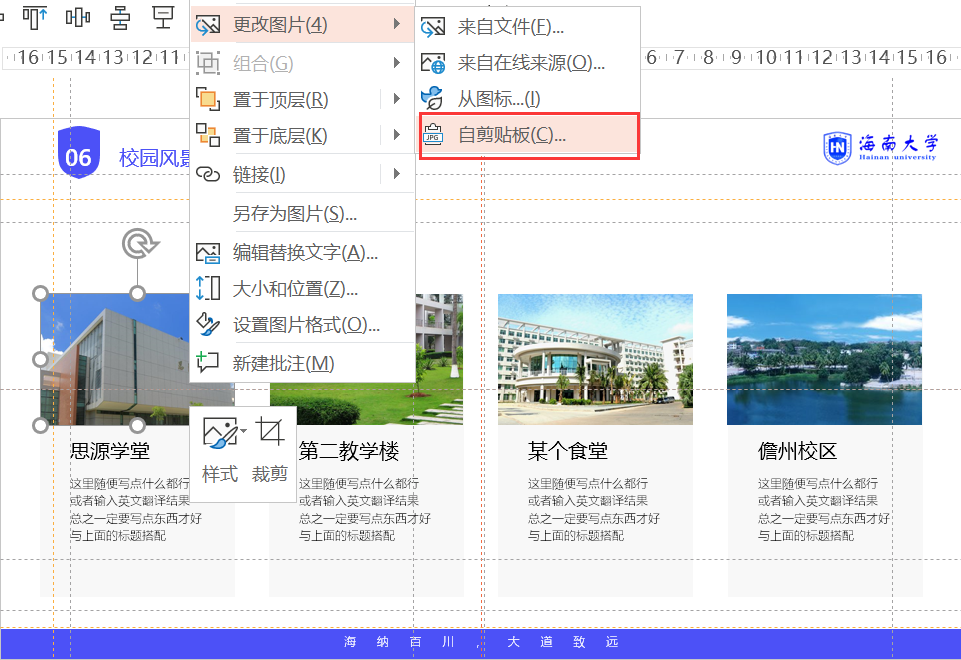 更改图片(4)
组合(G)
置于顶层(R)
置于底层(K)
链接(I)
另存为图片(S)...
编辑替换文字(A)...
大小和位置(Z)...
设置图片格式(O)...
新建批注(M)
来自文件(F)...
来自在线来源(O)...
从图标...(I)
自剪贴板(C)...
JPG
16 15 14 13 12 11
6 7 8 9 10 11 12 13 14 15 16
06
校园风景
HN
海南大学
Hainan university
样式
裁剪
思源学堂
这里随便写点什么都行
或者输入英文翻译结果
总之一定要写点东西才好
与上面的标题搭配
第二教学楼
这里随便写点什么都行
或者输入英文翻译结果
总之一定要写点东西才好
与上面的标题搭配
某个食堂
这里随便写点什么都行
或者输入英文翻译结果
总之一定要写点东西才好
与上面的标题搭配
儋州校区
这里随便写点什么都行
或者输入英文翻译结果
总之一定要写点东西才好
与上面的标题搭配
海纳百川，大道致远